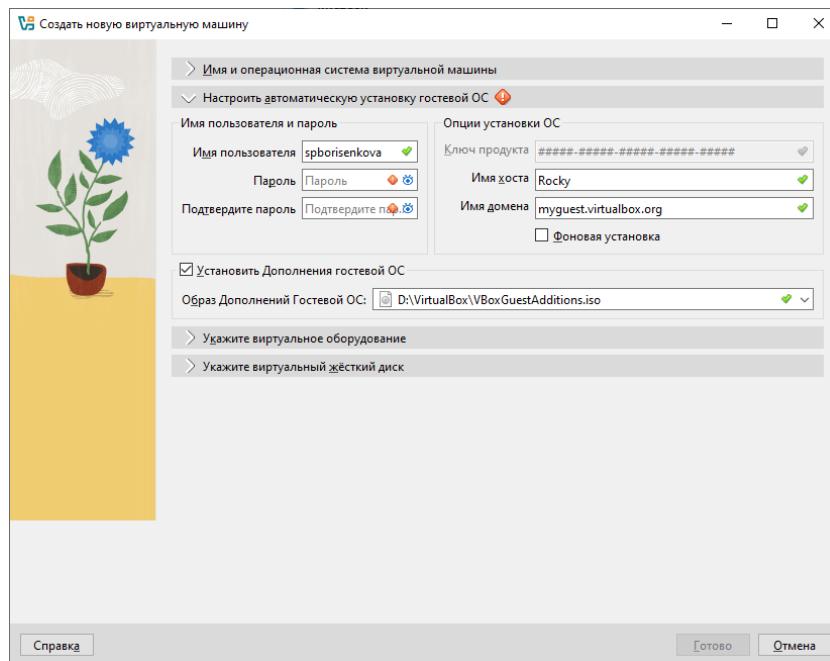 Создать новую виртуальную машину
Имя и операционная система виртуальной машины
Настроить автоматическую установку гостевой ОС
Имя пользователя и пароль
Имя пользователя spborisenkova
Пароль Пароль
Подтвердите пароль Подтвердите пар...
Опции установки ОС
Ключ продукта #####-#####-#####-#####-#####
Имя хоста Rocky
Имя домена myguest.virtualbox.org
Фоновая установка
Установить Дополнения гостевой ОС
Образ Дополнений Гостевой ОС: D:\VirtualBox\VBoxGuestAdditions.iso
Укажите виртуальное оборудование
Укажите виртуальный жёсткий диск
Справка Готово Отмена